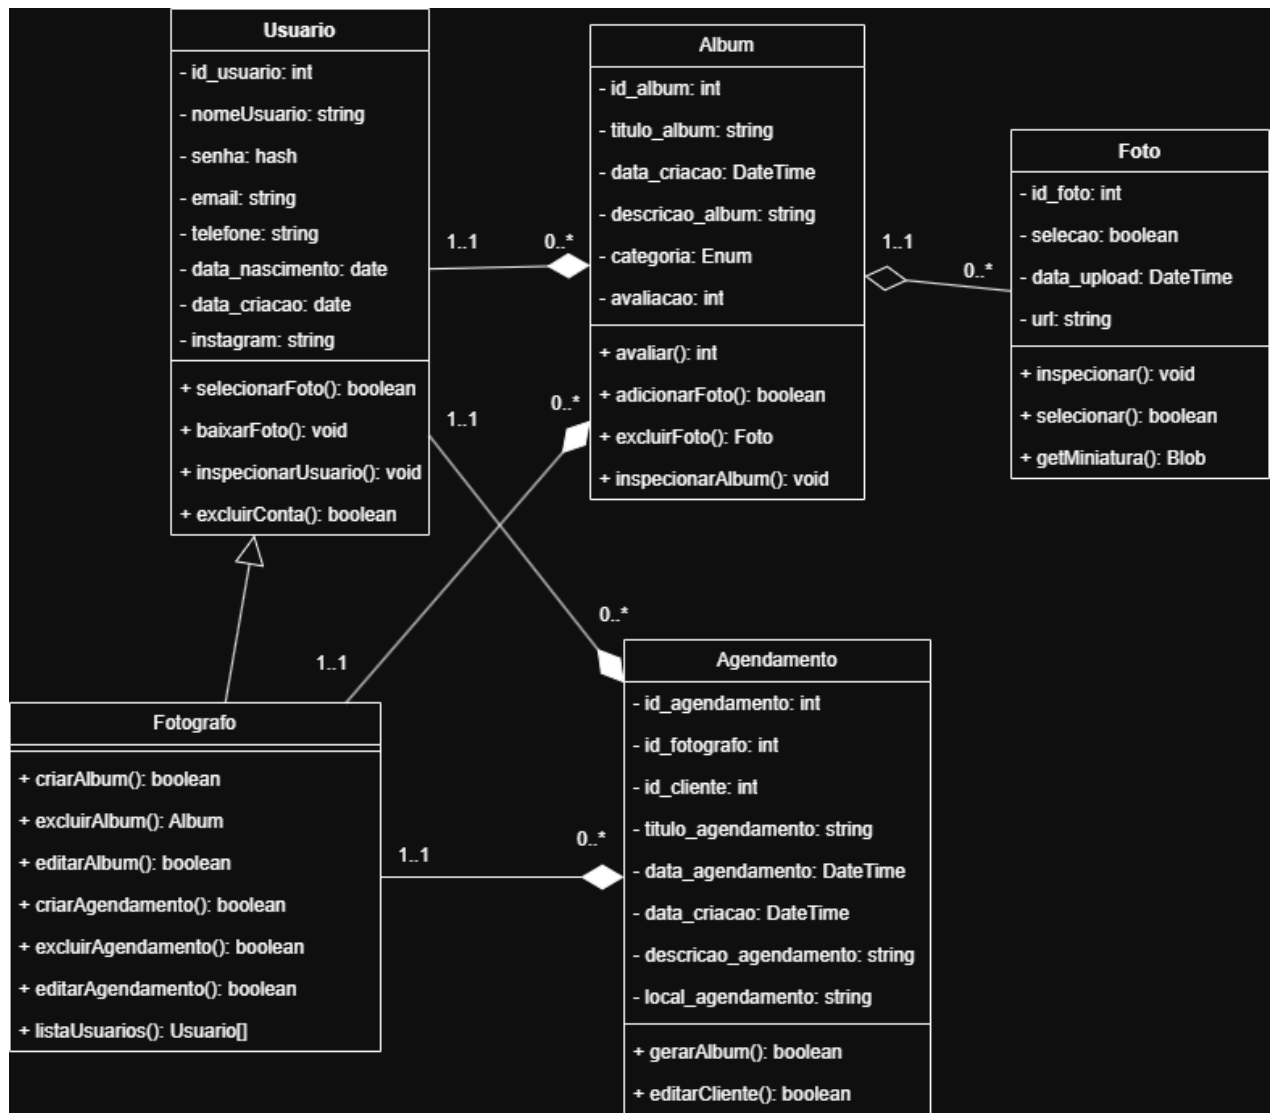 Usuario
- id_usuario: int
- nomeUsuario: string
- senha: hash
- email: string
- telefone: string
- data_nascimento: date
- data_criacao: date
- instagram: string
+ selecionarFoto(): boolean
+ baixarFoto(): void
+ inspecionarUsuario(): void
+ excluirConta(): boolean
1..1
0..*
Album
- id_album: int
- titulo_album: string
- data_criacao: DateTime
- descricao_album: string
- categoria: Enum
- avaliacao: int
+ avaliar(): int
+ adicionarFoto(): boolean
+ excluirFoto(): Foto
+ inspecionarAlbum(): void
1..1
0..*
Foto
- id_foto: int
- selecao: boolean
- data_upload: DateTime
- url: string
+ inspecionar(): void
+ selecionar(): boolean
+ getMiniatura(): Blob
0..*
1..1
1..1
0..*
Fotografo
+ criarAlbum(): boolean
+ excluirAlbum(): Album
+ editarAlbum(): boolean
+ criarAgendamento(): boolean
+ excluirAgendamento(): boolean
+ editarAgendamento(): boolean
+ listaUsuarios(): Usuario[]
1..1
0..*
Agendamento
- id_agendamento: int
- id_fotografo: int
- id_cliente: int
- titulo_agendamento: string
- data_agendamento: DateTime
- data_criacao: DateTime
- descricao_agendamento: string
- local_agendamento: string
+ gerarAlbum(): boolean
+ editarCliente(): boolean